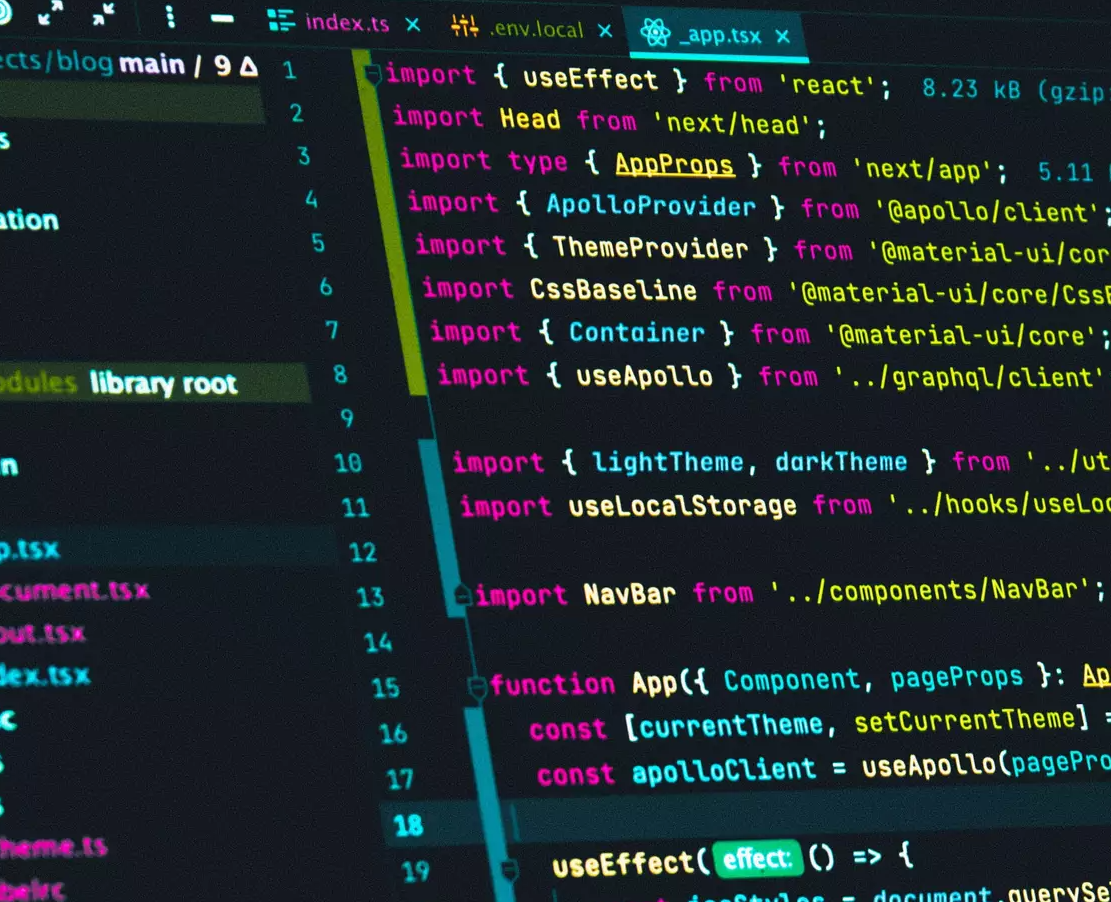 index.ts × .env.local × _app.tsx ×
ects/blog main / 9 Δ
ation
odules library root
p.tsx
cument.tsx
out.tsx
dex.tsx
heme.ts
belrc
1 import { useEffect } from 'react'; 8.23 kB (gzip
2 import Head from 'next/head';
3 import type { AppProps } from 'next/app'; 5.11
4 import { ApolloProvider } from '@apollo/client';
5 import { ThemeProvider } from '@material-ui/cor
6 import CssBaseline from '@material-ui/core/CssB
7 import { Container } from '@material-ui/core';
8 import { useApollo } from '../graphql/client'
9
10 import { lightTheme, darkTheme } from '../ut
11 import useLocalStorage from '../hooks/useLoc
12
13 import NavBar from '../components/NavBar';
14
15 function App({ Component, pageProps }: Ap
16 const [currentTheme, setCurrentTheme] =
17 const apolloClient = useApollo(pagePro
18
19 useEffect( effect: () => {
= document.querySe